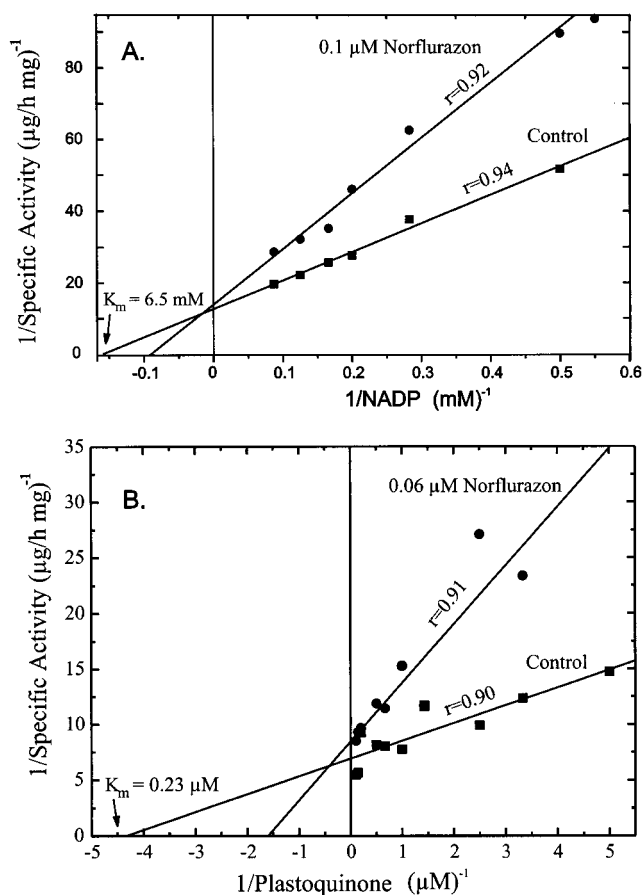 A.
0.1 µM Norflurazon
r=0.92
Control
r=0.94
Km = 6.5 mM
1/Specific Activity (µg/h mg)-1
80
60
40
20
0
-0.1 0 0.1 0.2 0.3 0.4 0.5 0.6
1/NADP (mM)-1
B.
0.06 µM Norflurazon
r=0.91
Control
r=0.90
Km = 0.23 µM
1/Specific Activity (µg/h mg)-1
35
30
25
20
15
10
5
0
-5 -4 -3 -2 -1 0 1 2 3 4 5
1/Plastoquinone (µM)-1